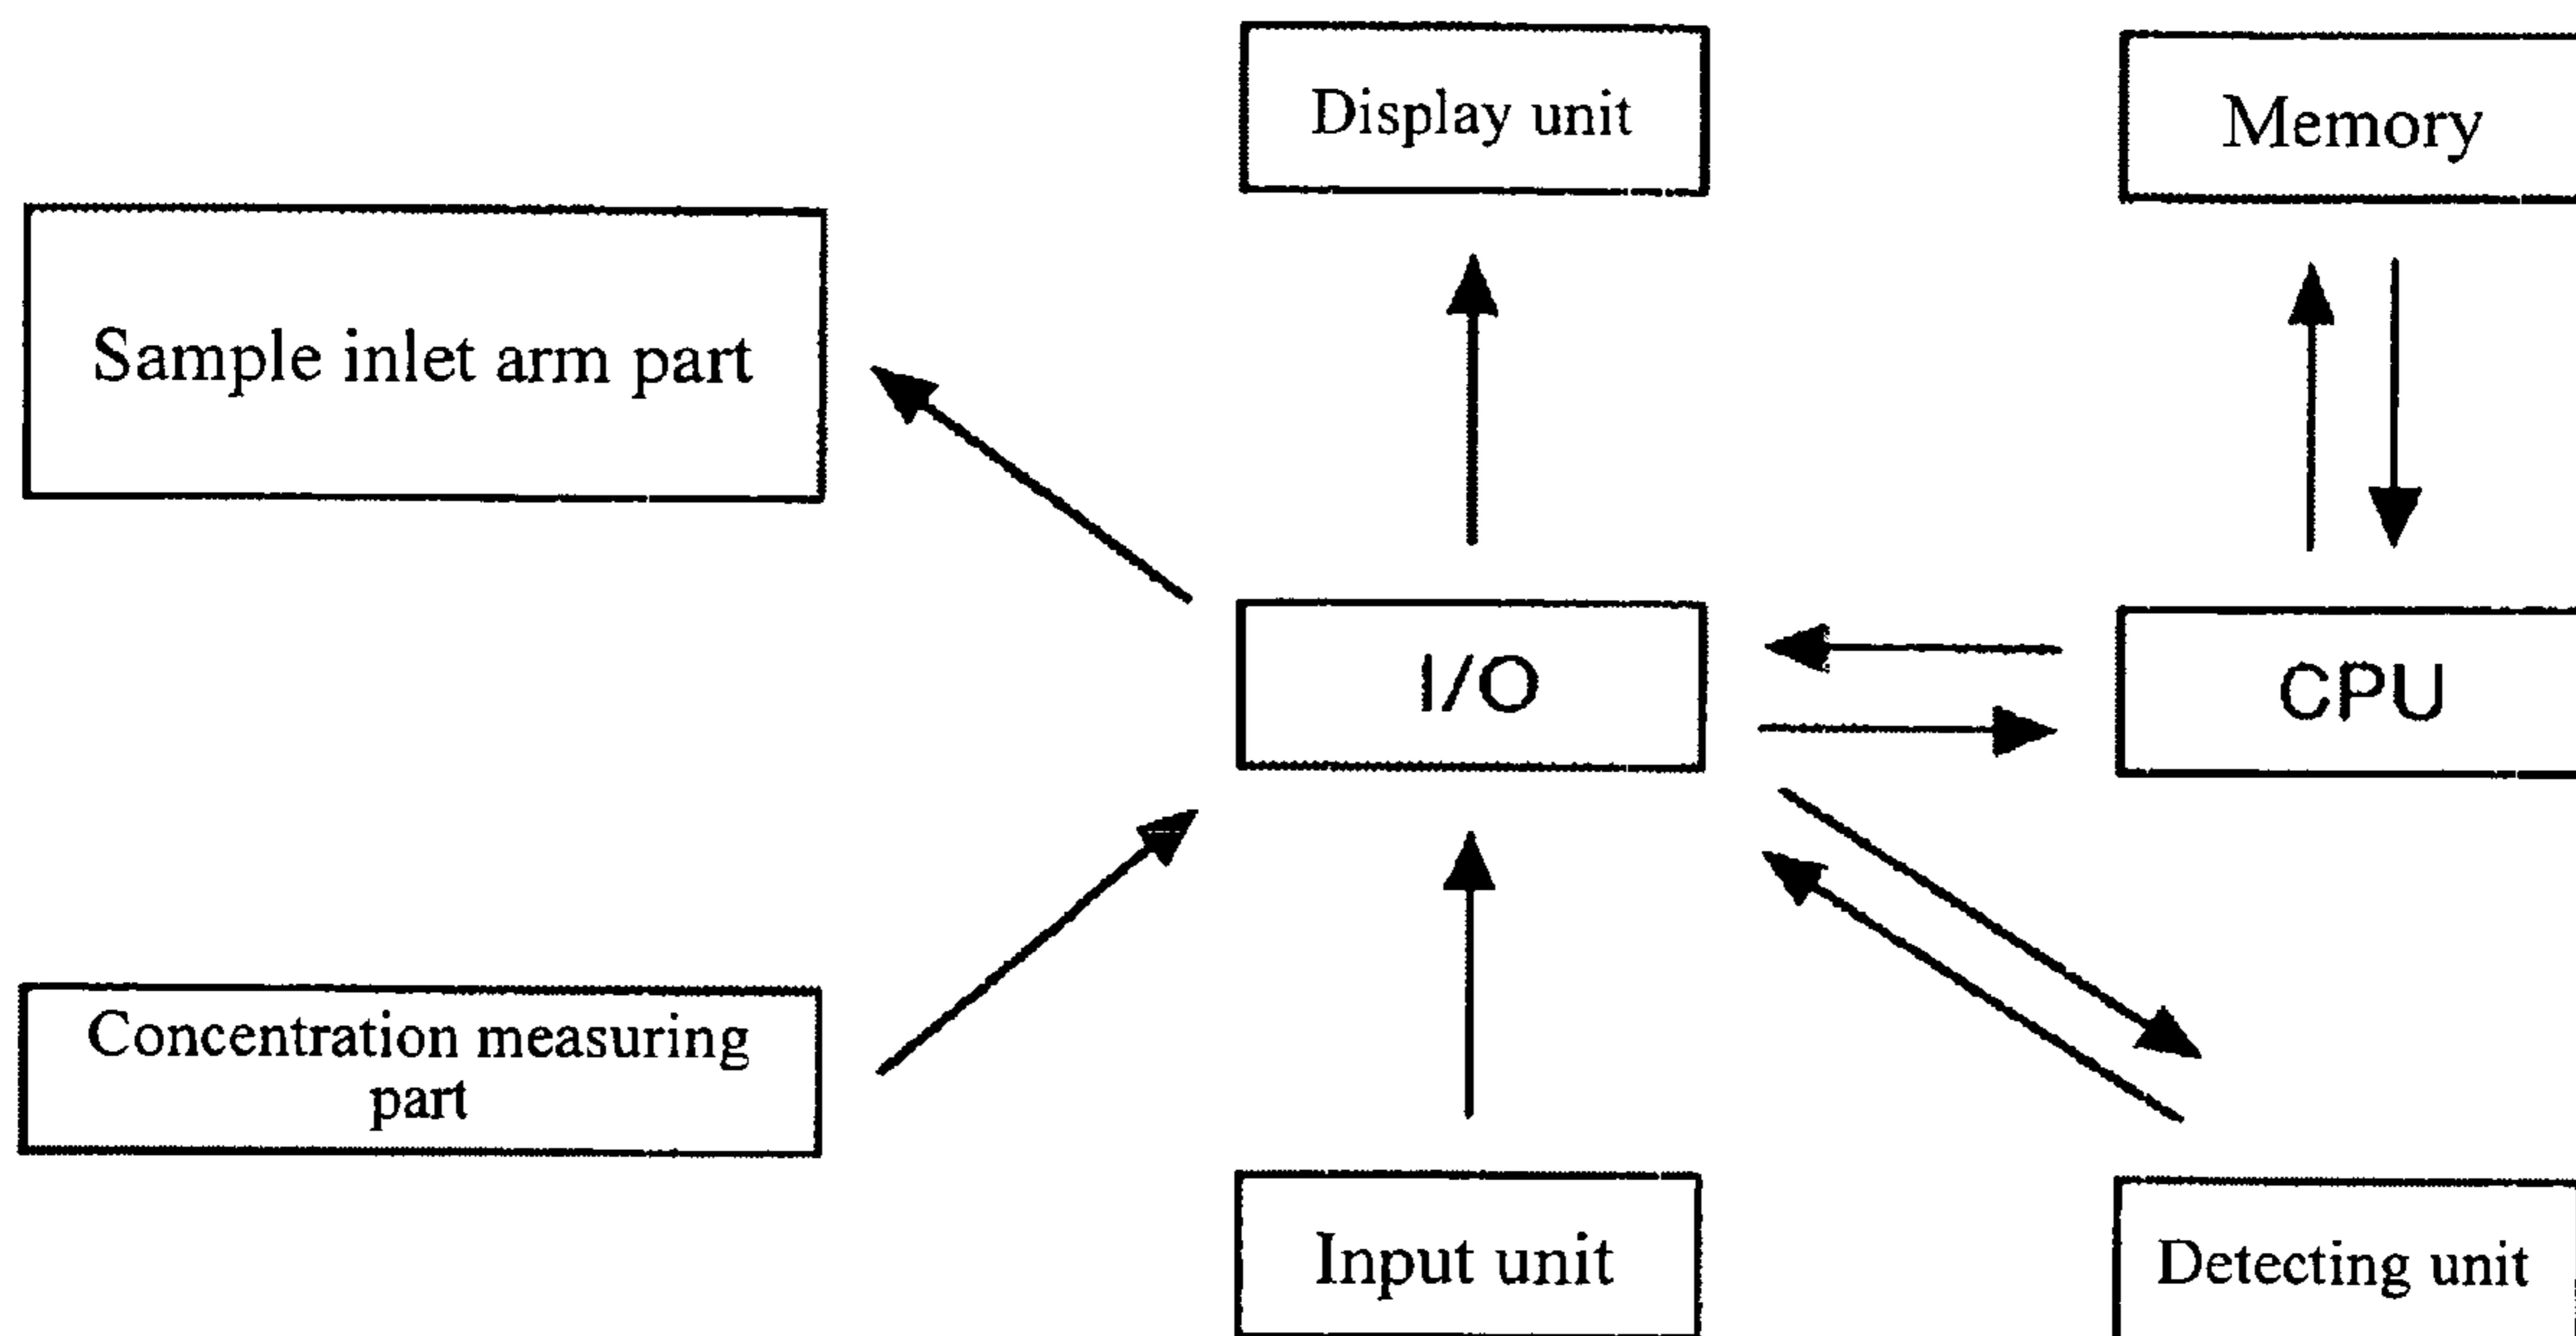 Display unit
Memory
Sample inlet arm part
I/O
CPU
Concentration measuring
part
Input unit
Detecting unit